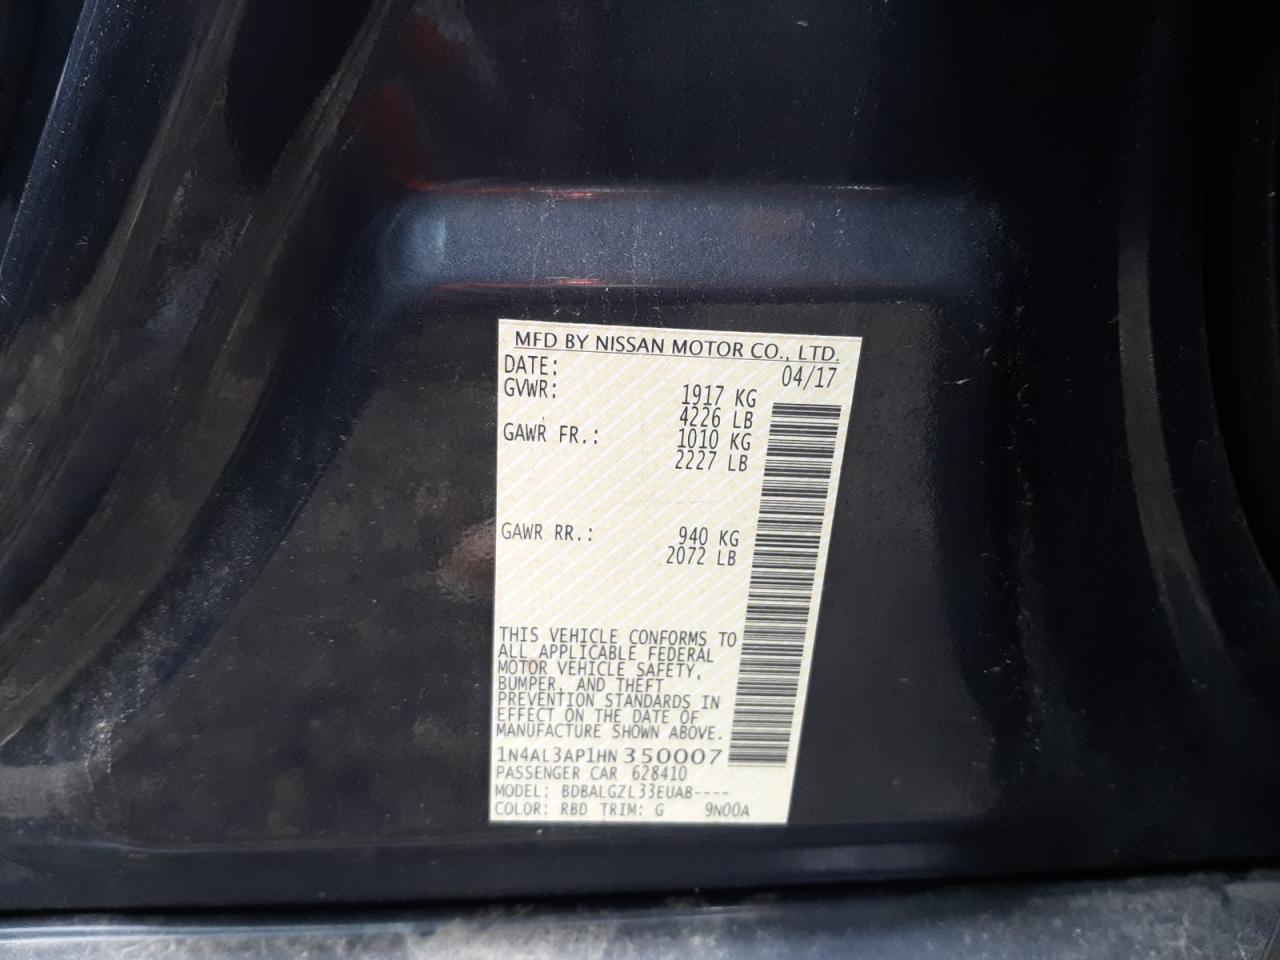 MFD BY NISSAN MOTOR CO., LTD.
DATE: 04/17
GVWR: 1917 KG
4226 LB
GAWR FR.: 1010 KG
2227 LB
GAWR RR.: 940 KG
2072 LB
THIS VEHICLE CONFORMS TO
ALL APPLICABLE FEDERAL
MOTOR VEHICLE SAFETY,
BUMPER, AND THEFT
PREVENTION STANDARDS IN
EFFECT ON THE DATE OF
MANUFACTURE SHOWN ABOVE.
1N4AL3AP1HN350007
PASSENGER CAR 628410
MODEL: BDBALGZL33EUAB----
COLOR: RBD TRIM: G 9N00A